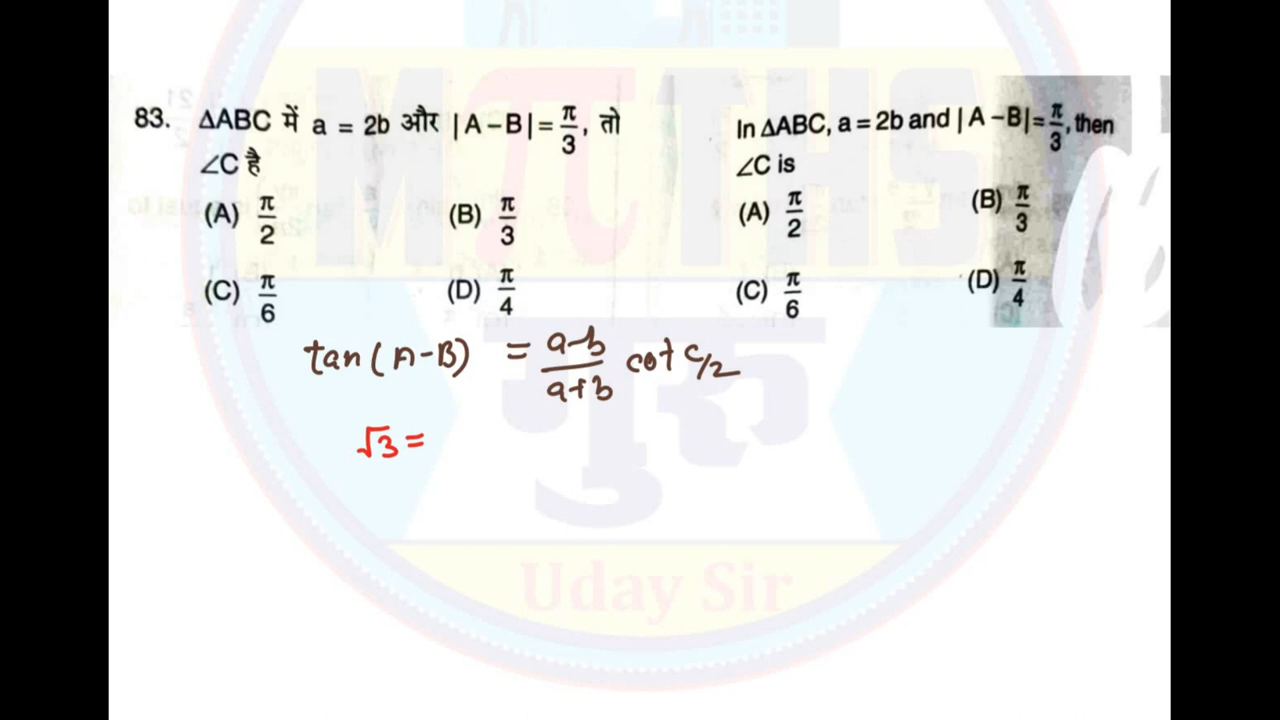 83. ΔABC में a = 2b और |A – B| = π/3, तो
∠C है
(A) π/2 (B) π/3
(C) π/6 (D) π/4
In ΔABC, a = 2b and |A – B| = π/3, then
∠C is
(A) π/2 (B) π/3
(C) π/6 (D) π/4
tan(A-B) = a-b/a+b cot C/2
√3 =
MπTHS
गुरु
Uday Sir